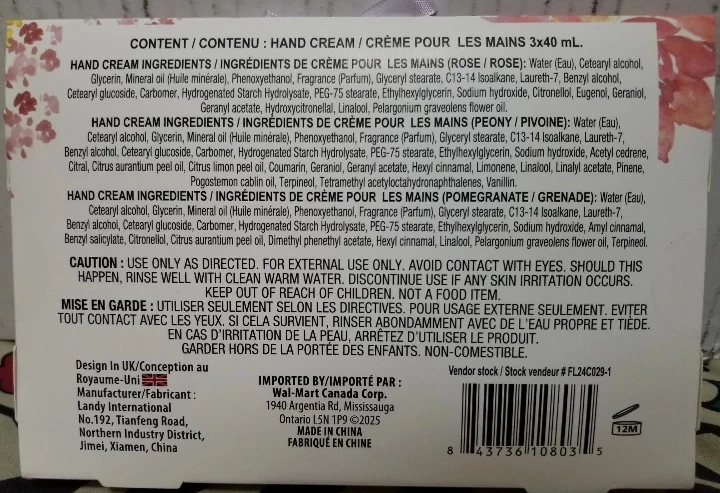 CONTENT / CONTENU : HAND CREAM / CRÈME POUR LES MAINS 3x40 mL.
HAND CREAM INGREDIENTS / INGRÉDIENTS DE CRÈME POUR LES MAINS (ROSE / ROSE): Water (Eau), Cetearyl alcohol,
Glycerin, Mineral oil (Huile minérale), Phenoxyethanol, Fragrance (Parfum), Glyceryl stearate, C13-14 Isoalkane, Laureth-7, Benzyl alcohol,
Cetearyl glucoside, Carbomer, Hydrogenated Starch Hydrolysate, PEG-75 stearate, Ethylhexylglycerin, Sodium hydroxide, Citronellol, Eugenol, Geraniol,
Geranyl acetate, Hydroxycitronellal, Linalool, Pelargonium graveolens flower oil.
HAND CREAM INGREDIENTS / INGRÉDIENTS DE CRÈME POUR LES MAINS (PEONY / PIVOINE): Water (Eau),
Cetearyl alcohol, Glycerin, Mineral oil (Huile minérale), Phenoxyethanol, Fragrance (Parfum), Glyceryl stearate, C13-14 Isoalkane, Laureth-7,
Benzyl alcohol, Cetearyl glucoside, Carbomer, Hydrogenated Starch Hydrolysate, PEG-75 stearate, Ethylhexylglycerin, Sodium hydroxide, Acetyl cedrene,
Citral, Citrus aurantium peel oil, Citrus limon peel oil, Coumarin, Geraniol, Geranyl acetate, Hexyl cinnamal, Limonene, Linalool, Linalyl acetate, Pinene,
Pogostemon cablin oil, Terpineol, Tetramethyl acetyloctahydronaphthalenes, Vanillin.
HAND CREAM INGREDIENTS / INGRÉDIENTS DE CRÈME POUR LES MAINS (POMEGRANATE / GRENADE): Water (Eau),
Cetearyl alcohol, Glycerin, Mineral oil (Huile minérale), Phenoxyethanol, Fragrance (Parfum), Glyceryl stearate, C13-14 Isoalkane, Laureth-7,
Benzyl alcohol, Cetearyl glucoside, Carbomer, Hydrogenated Starch Hydrolysate, PEG-75 stearate, Ethylhexylglycerin, Sodium hydroxide, Amyl cinnamal,
Benzyl salicylate, Citronellol, Citrus aurantium peel oil, Dimethyl phenethyl acetate, Hexyl cinnamal, Linalool, Pelargonium graveolens flower oil, Terpineol.
CAUTION : USE ONLY AS DIRECTED. FOR EXTERNAL USE ONLY. AVOID CONTACT WITH EYES. SHOULD THIS
HAPPEN, RINSE WELL WITH CLEAN WARM WATER. DISCONTINUE USE IF ANY SKIN IRRITATION OCCURS.
KEEP OUT OF REACH OF CHILDREN. NOT A FOOD ITEM.
MISE EN GARDE : UTILISER SEULEMENT SELON LES DIRECTIVES. POUR USAGE EXTERNE SEULEMENT. EVITER
TOUT CONTACT AVEC LES YEUX. SI CELA SURVIENT, RINSER ABONDAMMENT AVEC DE L'EAU PROPRE ET TIÈDE.
EN CAS D'IRRITATION DE LA PEAU, ARRÊTEZ D'UTILISER LE PRODUIT.
GARDER HORS DE LA PORTÉE DES ENFANTS. NON-COMESTIBLE.
Design In UK/Conception au
Royaume-Uni
Manufacturer/Fabricant :
Landy International
No.192, Tianfeng Road,
Northern Industry District,
Jimei, Xiamen, China
IMPORTED BY/IMPORTÉ PAR :
Wal-Mart Canada Corp.
1940 Argentia Rd, Mississauga
Ontario L5N 1P9 ©2025
MADE IN CHINA
FABRIQUÉ EN CHINE
Vendor stock / Stock vendeur # FL24C029-1
8 43736 10803 5
12M